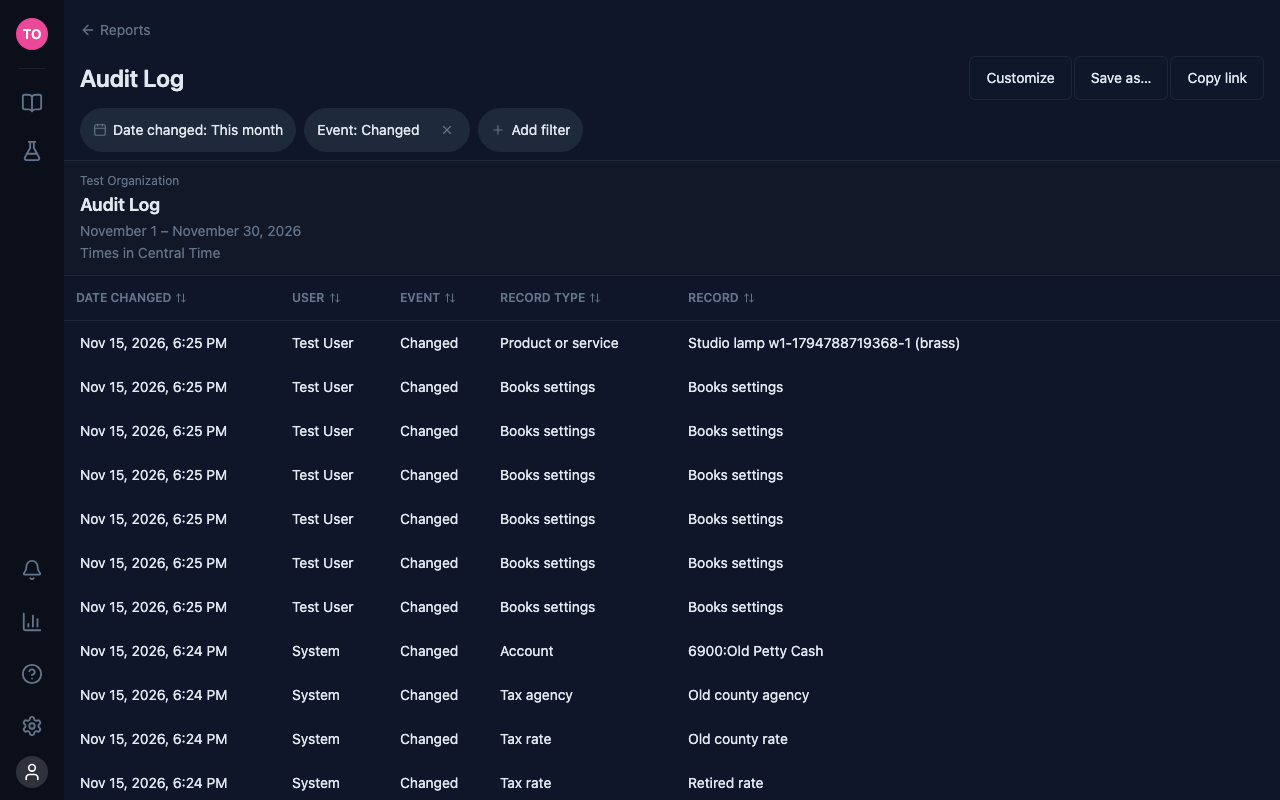 TO
Reports
Audit Log
Customize
Save as...
Copy link
Date changed: This month
Event: Changed
Add filter
Test Organization
Audit Log
November 1 – November 30, 2026
Times in Central Time
DATE CHANGED USER EVENT RECORD TYPE RECORD
Nov 15, 2026, 6:25 PM Test User Changed Product or service Studio lamp w1-1794788719368-1 (brass)
Nov 15, 2026, 6:25 PM Test User Changed Books settings Books settings
Nov 15, 2026, 6:25 PM Test User Changed Books settings Books settings
Nov 15, 2026, 6:25 PM Test User Changed Books settings Books settings
Nov 15, 2026, 6:25 PM Test User Changed Books settings Books settings
Nov 15, 2026, 6:25 PM Test User Changed Books settings Books settings
Nov 15, 2026, 6:25 PM Test User Changed Books settings Books settings
Nov 15, 2026, 6:24 PM System Changed Account 6900:Old Petty Cash
Nov 15, 2026, 6:24 PM System Changed Tax agency Old county agency
Nov 15, 2026, 6:24 PM System Changed Tax rate Old county rate
Nov 15, 2026, 6:24 PM System Changed Tax rate Retired rate